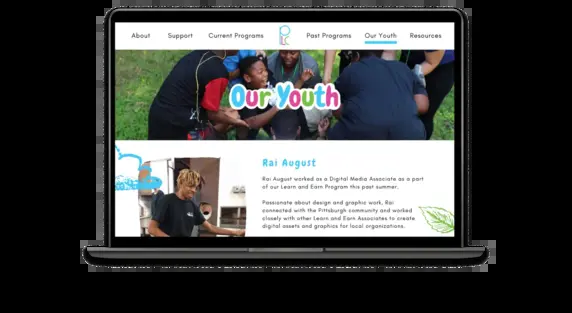 About Support Current Programs Past Programs Our Youth Resources
Our Youth
Rai August
Rai August worked as a Digital Media Associate as a part
of our Learn and Earn Program this past summer.
Passionate about design and graphic work, Rai
connected with the Pittsburgh community and worked
closely with other Learn and Earn Associates to create
digital assets and graphics for local organizations.